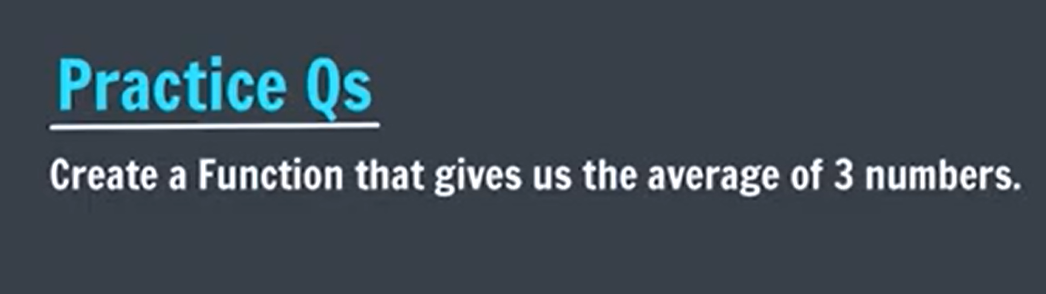 Practice Qs
Create a Function that gives us the average of 3 numbers.